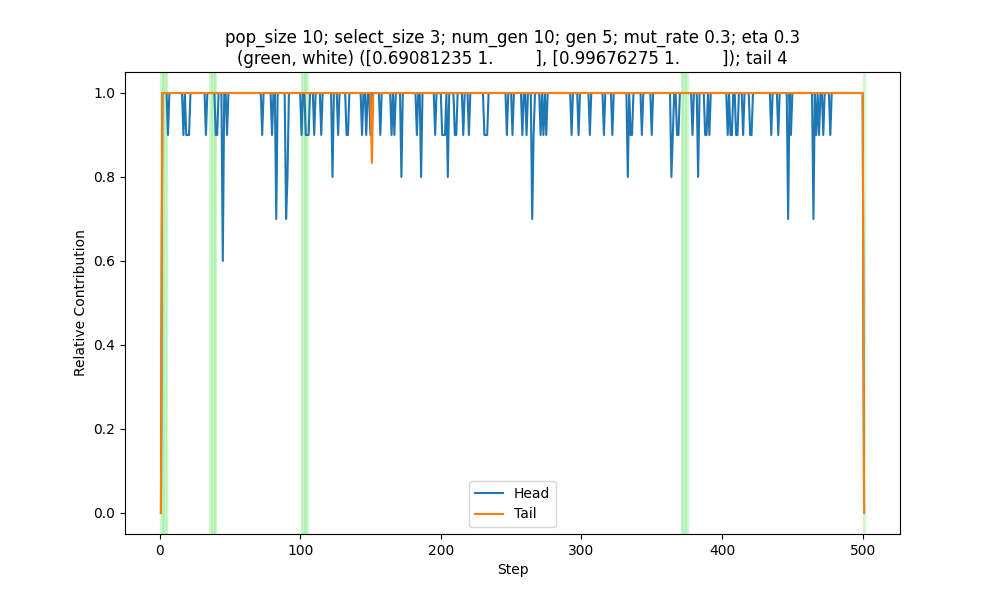 pop_size 10; select_size 3; num_gen 10; gen 5; mut_rate 0.3; eta 0.3
(green, white) ([0.69081235 1.        ], [0.99676275 1.        ]); tail 4
1.0
0.8
0.6
0.4
0.2
0.0
Relative Contribution
Head
Tail
0
100
200
300
400
500
Step